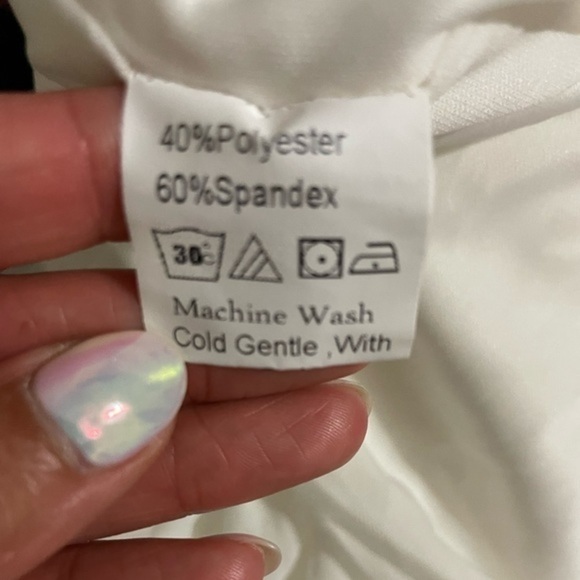 40%Polyester
60%Spandex
30°C
Machine Wash
Cold Gentle ,With